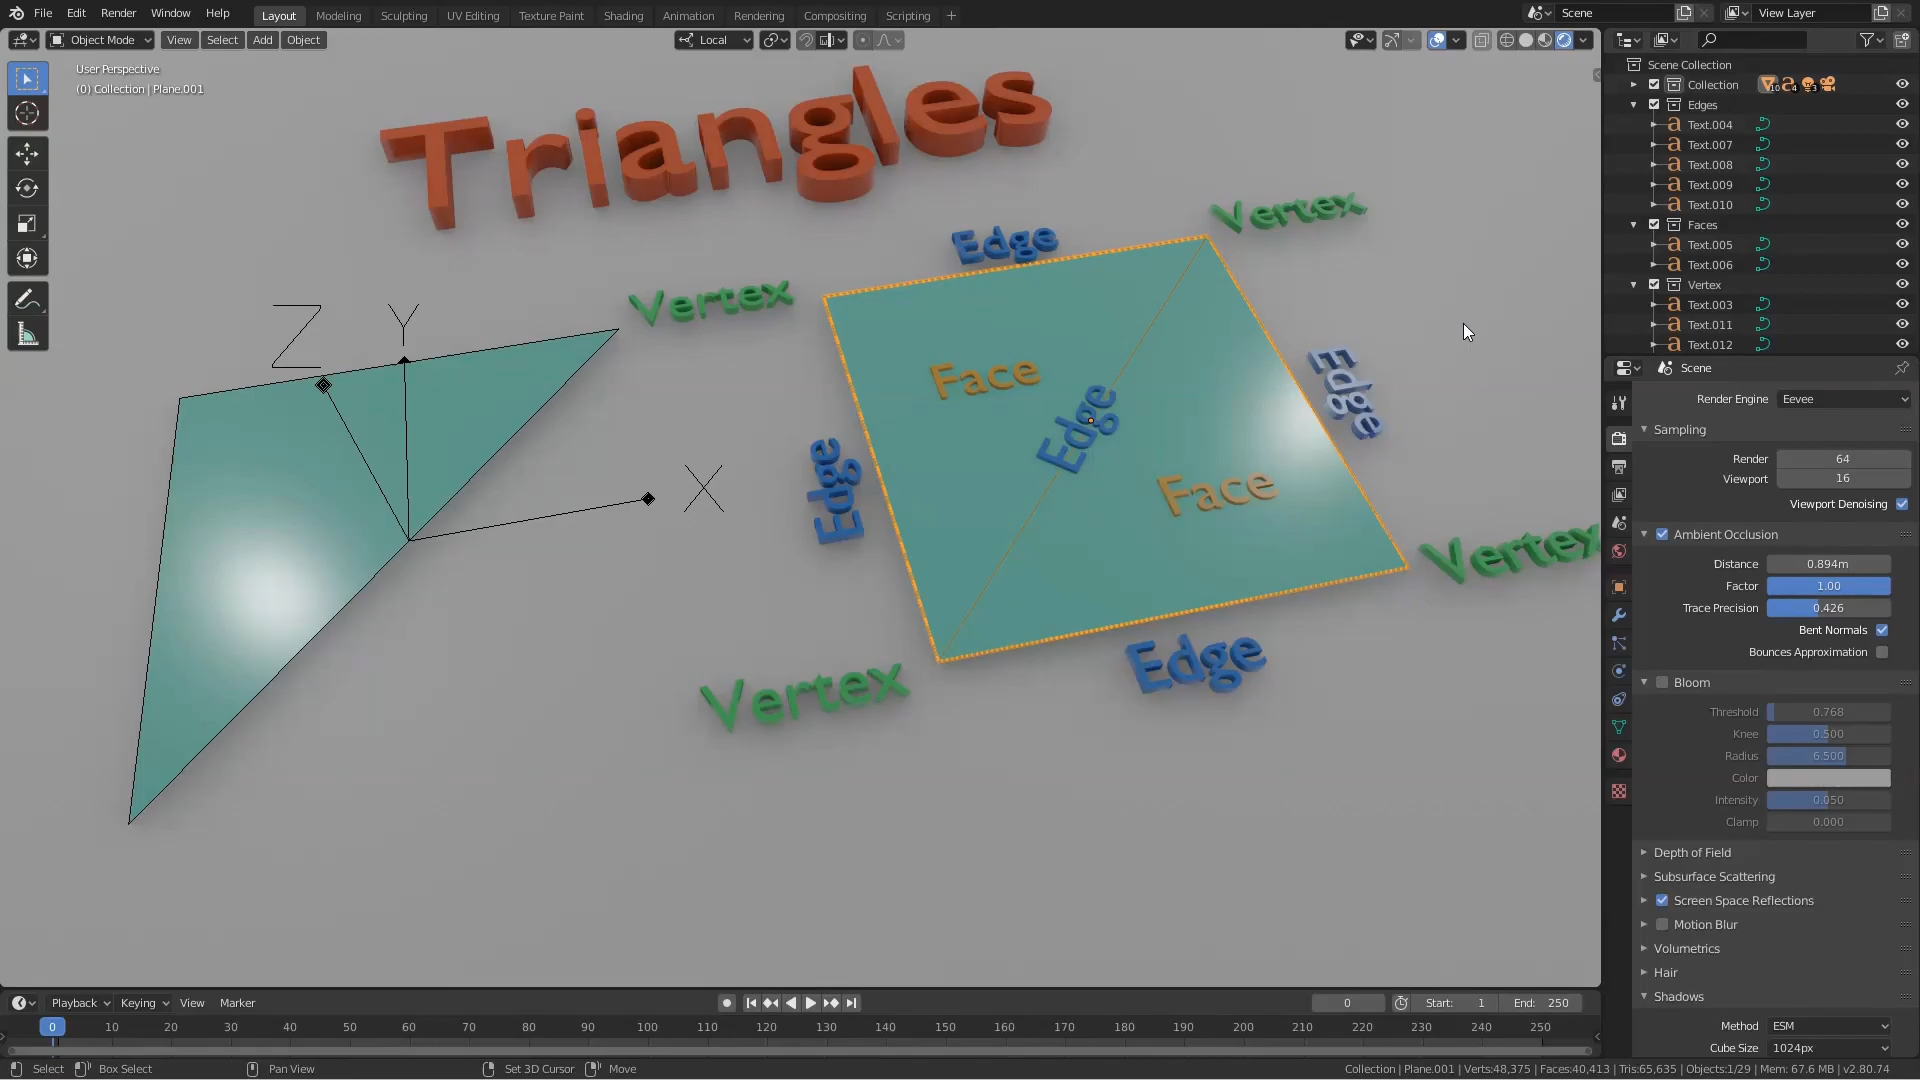 File Edit Render Window Help Layout Modeling Sculpting UV Editing Texture Paint Shading Animation Rendering Compositing Scripting + Scene View Layer
Object Mode View Select Add Object Local
User Perspective
(0) Collection | Plane.001
Triangles
Vertex
Edge
Vertex
Z Y
Face
Edge
Edge
Edge
X
Face
Vertex
Edge
Vertex
Scene Collection
Collection 10 4 3
Edges
Text.004
Text.007
Text.008
Text.009
Text.010
Faces
Text.005
Text.006
Vertex
Text.003
Text.011
Text.012
Scene
Render Engine Eevee
Sampling
Render 64
Viewport 16
Viewport Denoising
Ambient Occlusion
Distance 0.894m
Factor 1.00
Trace Precision 0.426
Bent Normals
Bounces Approximation
Bloom
Threshold 0.768
Knee 0.500
Radius 6.500
Color
Intensity 0.050
Clamp 0.000
Depth of Field
Subsurface Scattering
Screen Space Reflections
Motion Blur
Volumetrics
Hair
Shadows
Method ESM
Cube Size 1024px
Playback Keying View Marker 0 Start: 1 End: 250
0 10 20 30 40 50 60 70 80 90 100 110 120 130 140 150 160 170 180 190 200 210 220 230 240 250
Select Box Select Pan View Set 3D Cursor Move Collection | Plane.001 | Verts:48,375 | Faces:40,413 | Tris:65,635 | Objects:1/29 | Mem: 67.6 MB | v2.80.74